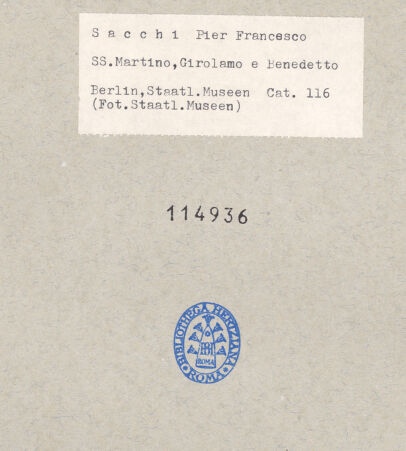 Sacchi Pier Francesco
SS.Martino,Girolamo e Benedetto
Berlin,Staatl.Museen Cat. 116
(Fot.Staatl.Museen)
114936
BIBLIOTHECA HERTZIANA
ROMA
ROMA